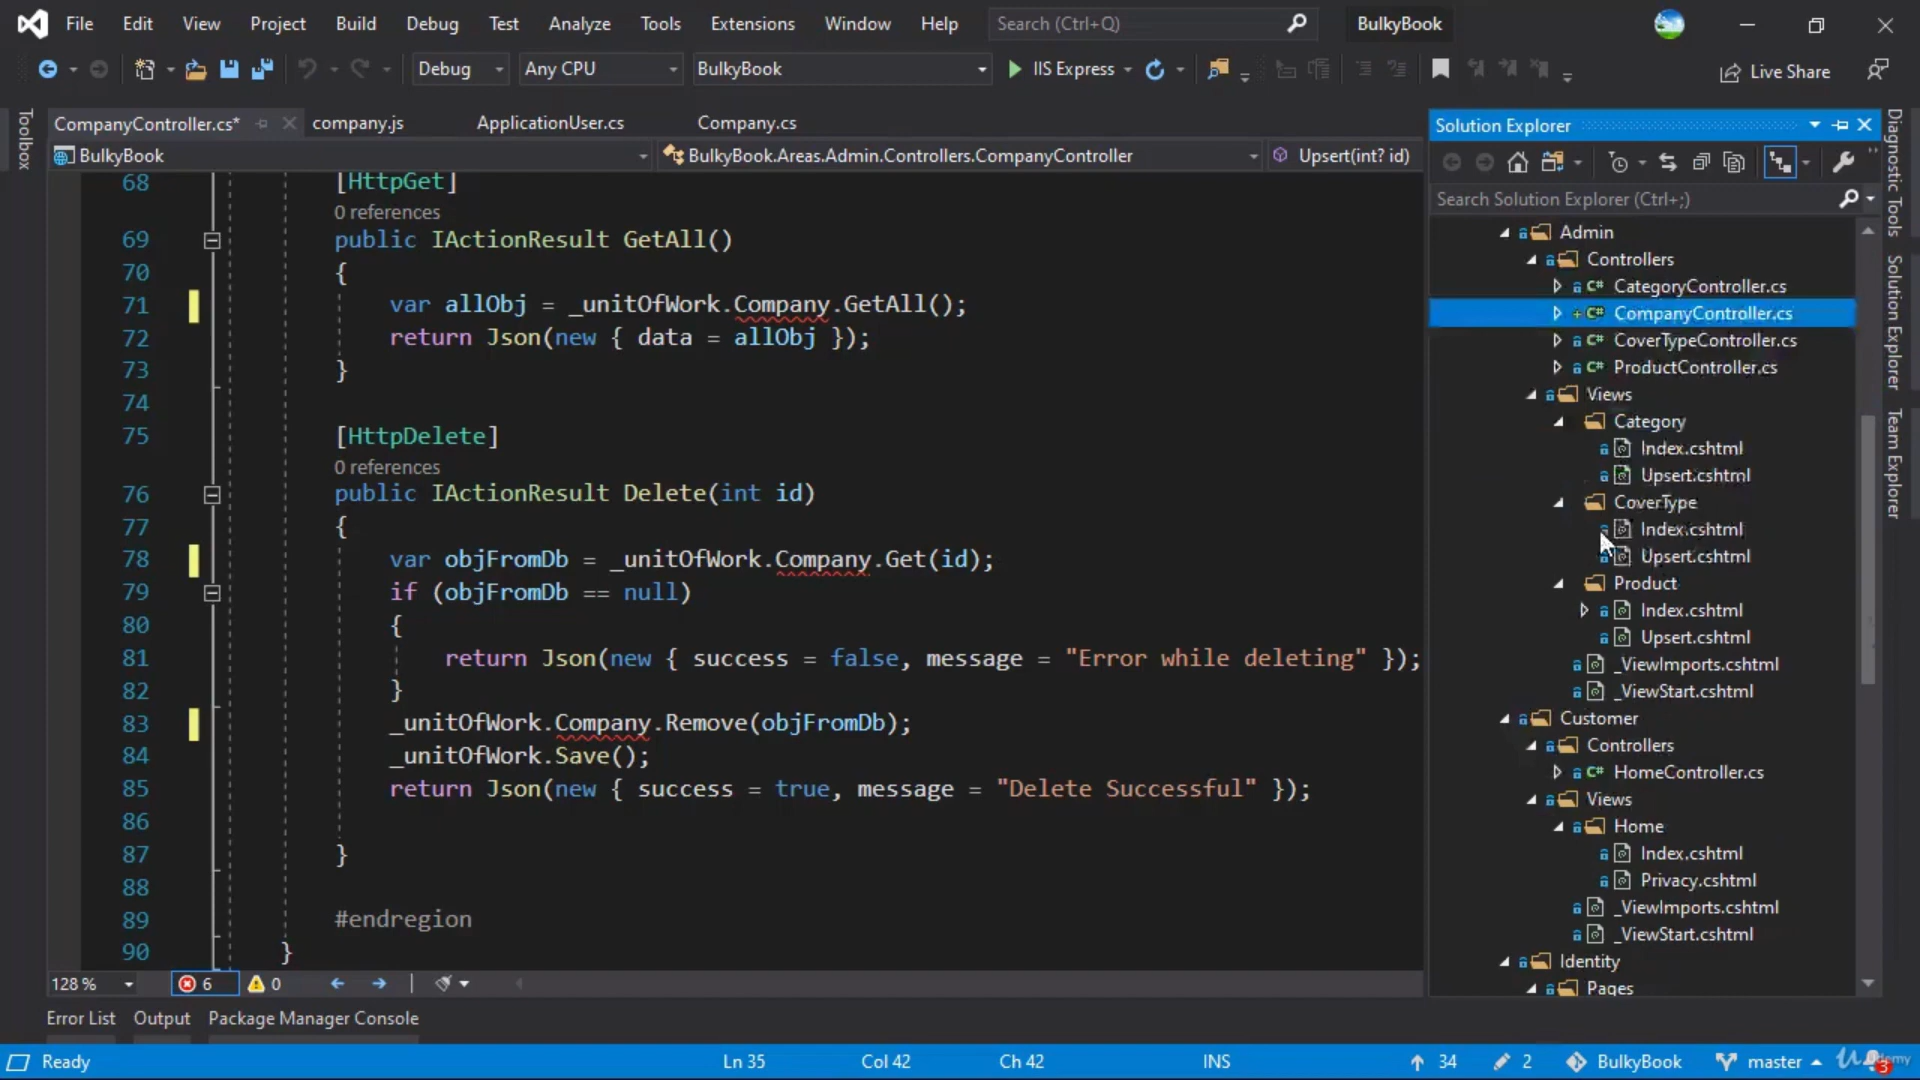 File Edit View Project Build Debug Test Analyze Tools Extensions Window Help Search (Ctrl+Q) BulkyBook
Debug Any CPU BulkyBook IIS Express Live Share
Toolbox
CompanyController.cs* company.js ApplicationUser.cs Company.cs
BulkyBook BulkyBook.Areas.Admin.Controllers.CompanyController Upsert(int? id)
68 [HttpGet]
0 references
69 public IActionResult GetAll()
70 {
71 var allObj = _unitOfWork.Company.GetAll();
72 return Json(new { data = allObj });
73 }
74
75 [HttpDelete]
0 references
76 public IActionResult Delete(int id)
77 {
78 var objFromDb = _unitOfWork.Company.Get(id);
79 if (objFromDb == null)
80 {
81 return Json(new { success = false, message = "Error while deleting" });
82 }
83 _unitOfWork.Company.Remove(objFromDb);
84 _unitOfWork.Save();
85 return Json(new { success = true, message = "Delete Successful" });
86
87 }
88
89 #endregion
90 }
128 % 6 0
Solution Explorer
Search Solution Explorer (Ctrl+;)
Admin
Controllers
CategoryController.cs
CompanyController.cs
CoverTypeController.cs
ProductController.cs
Views
Category
Index.cshtml
Upsert.cshtml
CoverType
Index.cshtml
Upsert.cshtml
Product
Index.cshtml
Upsert.cshtml
_ViewImports.cshtml
_ViewStart.cshtml
Customer
Controllers
HomeController.cs
Views
Home
Index.cshtml
Privacy.cshtml
_ViewImports.cshtml
_ViewStart.cshtml
Identity
Pages
Diagnostic Tools
Solution Explorer
Team Explorer
Error List Output Package Manager Console
Ready Ln 35 Col 42 Ch 42 INS 34 2 BulkyBook master 3
Udemy